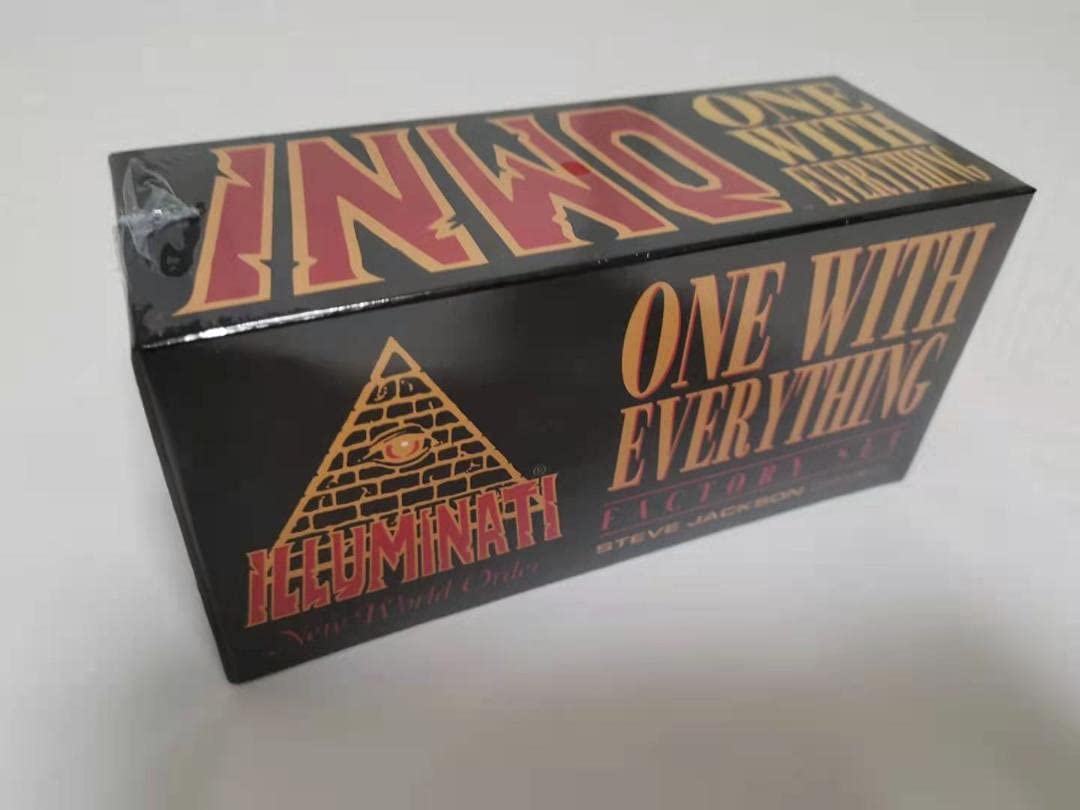 INWO
ONE
WITH
EVERYTHING
ILLUMINATI®
New World Order
ONE WITH
EVERYTHING
FACTORY SET
STEVE JACKSON